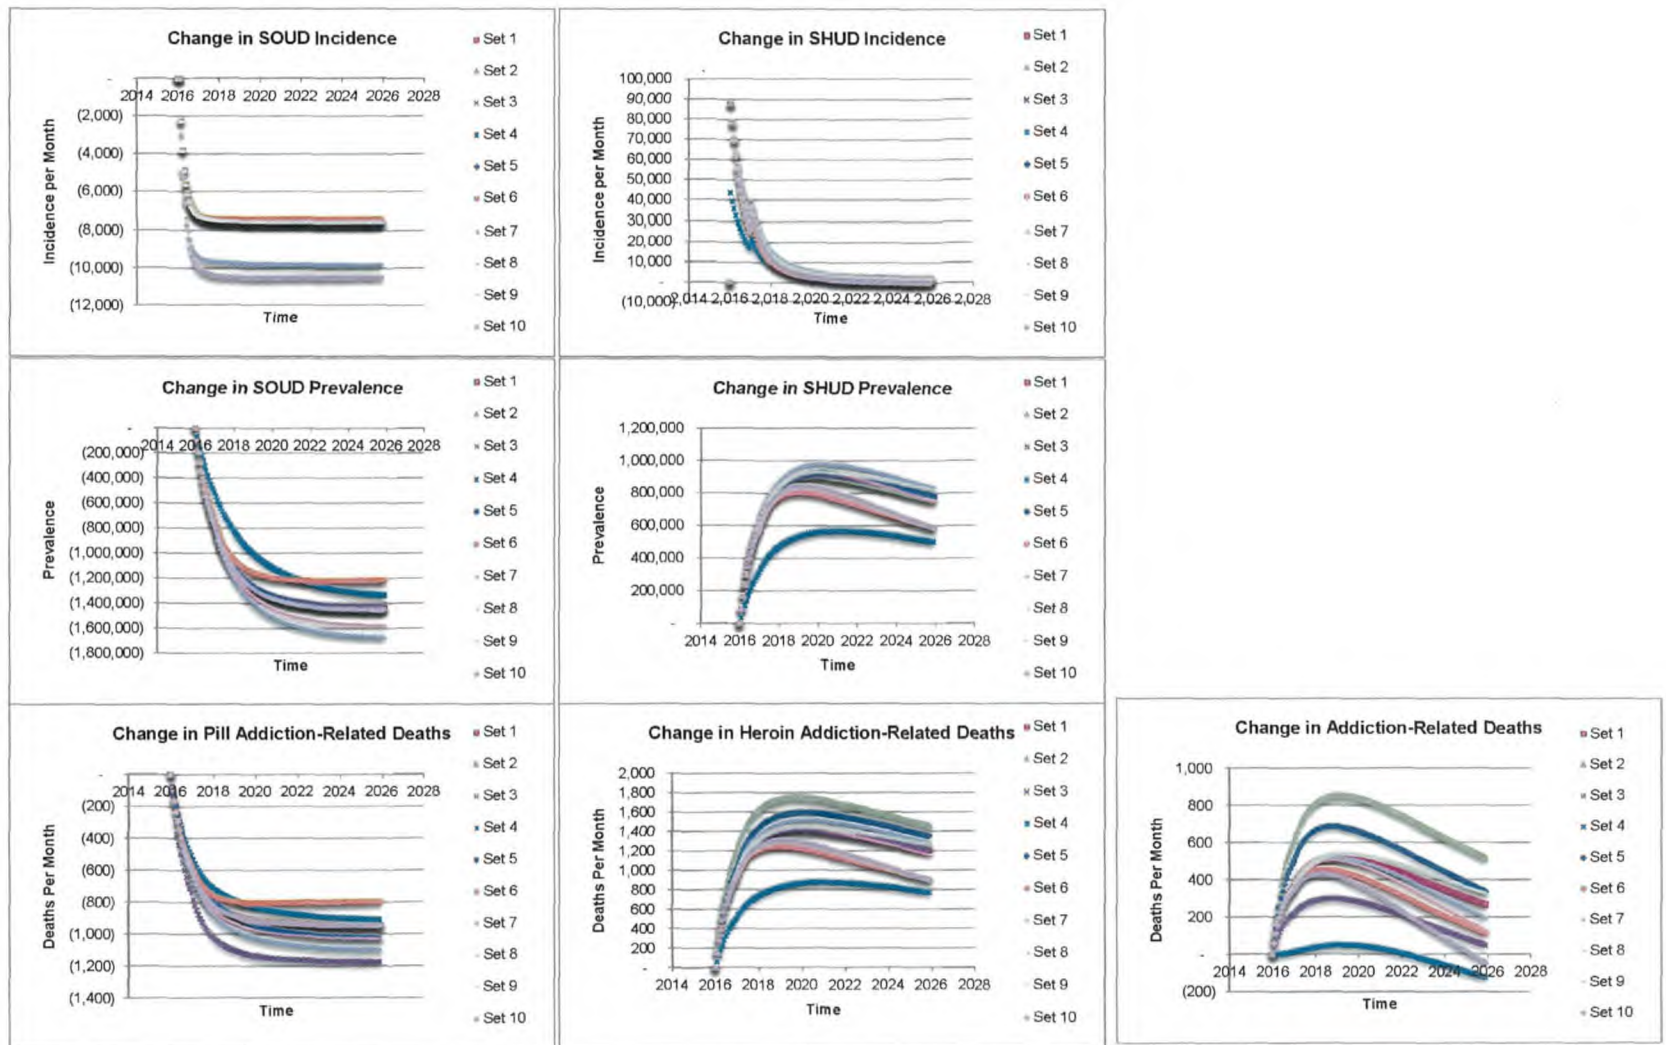 Change in SOUD Incidence
Set 1
Set 2
Set 3
Set 4
Set 5
Set 6
Set 7
Set 8
Set 9
Set 10
-
2014 2016 2018 2020 2022 2024 2026 2028
(2,000)
(4,000)
(6,000)
(8,000)
(10,000)
(12,000)
Incidence per Month
Time
Change in SHUD Incidence
Set 1
Set 2
Set 3
Set 4
Set 5
Set 6
Set 7
Set 8
Set 9
Set 10
100,000
90,000
80,000
70,000
60,000
50,000
40,000
30,000
20,000
10,000
-
(10,000)
2,014 2,016 2,018 2,020 2,022 2,024 2,026 2,028
Incidence per Month
Time
Change in SOUD Prevalence
Set 1
Set 2
Set 3
Set 4
Set 5
Set 6
Set 7
Set 8
Set 9
Set 10
-
2014 2016 2018 2020 2022 2024 2026 2028
(200,000)
(400,000)
(600,000)
(800,000)
(1,000,000)
(1,200,000)
(1,400,000)
(1,600,000)
(1,800,000)
Prevalence
Time
Change in SHUD Prevalence
Set 1
Set 2
Set 3
Set 4
Set 5
Set 6
Set 7
Set 8
Set 9
Set 10
1,200,000
1,000,000
800,000
600,000
400,000
200,000
-
2014 2016 2018 2020 2022 2024 2026 2028
Prevalence
Time
Change in Pill Addiction-Related Deaths
Set 1
Set 2
Set 3
Set 4
Set 5
Set 6
Set 7
Set 8
Set 9
Set 10
-
2014 2016 2018 2020 2022 2024 2026 2028
(200)
(400)
(600)
(800)
(1,000)
(1,200)
(1,400)
Deaths Per Month
Time
Change in Heroin Addiction-Related Deaths
Set 1
Set 2
Set 3
Set 4
Set 5
Set 6
Set 7
Set 8
Set 9
Set 10
2,000
1,800
1,600
1,400
1,200
1,000
800
600
400
200
-
2014 2016 2018 2020 2022 2024 2026 2028
Deaths Per Month
Time
Change in Addiction-Related Deaths
Set 1
Set 2
Set 3
Set 4
Set 5
Set 6
Set 7
Set 8
Set 9
Set 10
1,000
800
600
400
200
-
(200)
2014 2016 2018 2020 2022 2024 2026 2028
Deaths Per Month
Time